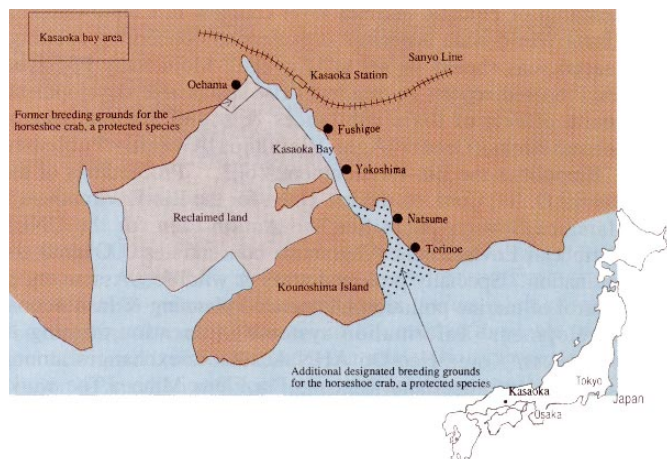 Kasaoka bay area
Sanyo Line
Kasaoka Station
Oehama
Former breeding grounds for the
horseshoe crab, a protected species
Fushigoe
Kasaoka Bay
Yokoshima
Reclaimed land
Natsume
Torinoe
Kounoshima Island
Additional designated breeding grounds
for the horseshoe crab, a protected species
Kasaoka
Tokyo
Osaka
Japan